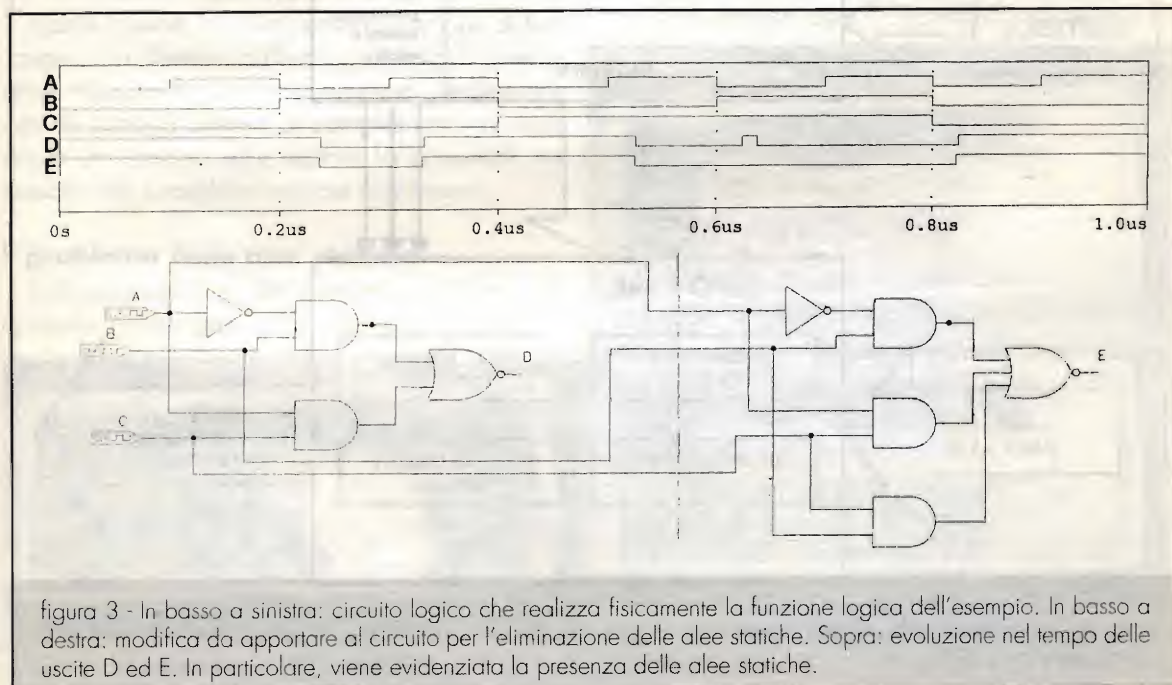 A
B
C
D
E
0s 0.2us 0.4us 0.6us 0.8us 1.0us
A
B
C
D
E
figura 3 - In basso a sinistra: circuito logico che realizza fisicamente la funzione logica dell'esempio. In basso a
destra: modifica da apportare al circuito per l'eliminazione delle alee statiche. Sopra: evoluzione nel tempo delle
uscite D ed E. In particolare, viene evidenziata la presenza delle alee statiche.